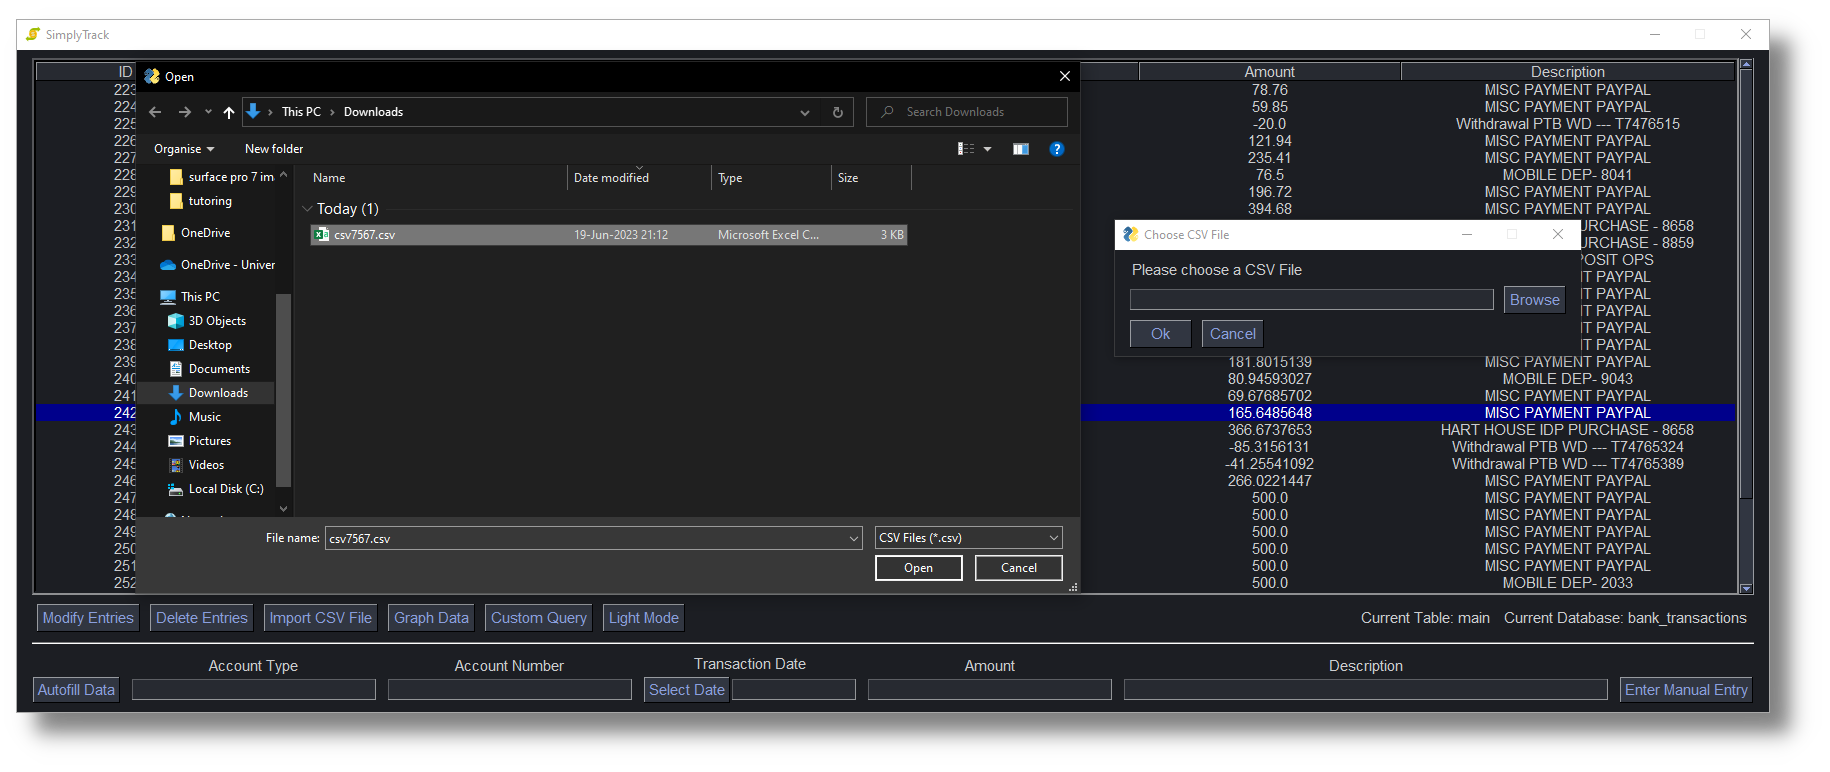 SimplyTrack
ID Amount Description
Open
This PC > Downloads
Search Downloads
Organise New folder
surface pro 7 im
tutoring
OneDrive
OneDrive - Univer
This PC
3D Objects
Desktop
Documents
Downloads
Music
Pictures
Videos
Local Disk (C:)
Name Date modified Type Size
Today (1)
csv7567.csv 19-Jun-2023 21:12 Microsoft Excel C... 3 KB
File name: csv7567.csv CSV Files (*.csv)
Open Cancel
Choose CSV File
Please choose a CSV File
Browse
Ok Cancel
223 78.76 MISC PAYMENT PAYPAL
224 59.85 MISC PAYMENT PAYPAL
225 -20.0 Withdrawal PTB WD --- T7476515
226 121.94 MISC PAYMENT PAYPAL
227 235.41 MISC PAYMENT PAYPAL
228 76.5 MOBILE DEP- 8041
229 196.72 MISC PAYMENT PAYPAL
230 394.68 MISC PAYMENT PAYPAL
231 RCHASE - 8658
232 RCHASE - 8859
233 OSIT OPS
234 T PAYPAL
235 T PAYPAL
236 T PAYPAL
237 T PAYPAL
238 T PAYPAL
239 181.8015139 MISC PAYMENT PAYPAL
240 80.94593027 MOBILE DEP- 9043
241 69.67685702 MISC PAYMENT PAYPAL
242 165.6485648 MISC PAYMENT PAYPAL
243 366.6737653 HART HOUSE IDP PURCHASE - 8658
244 -85.3156131 Withdrawal PTB WD --- T74765324
245 -41.25541092 Withdrawal PTB WD --- T74765389
246 266.0221447 MISC PAYMENT PAYPAL
247 500.0 MISC PAYMENT PAYPAL
248 500.0 MISC PAYMENT PAYPAL
249 500.0 MISC PAYMENT PAYPAL
250 500.0 MISC PAYMENT PAYPAL
251 500.0 MISC PAYMENT PAYPAL
252 500.0 MOBILE DEP- 2033
Modify Entries Delete Entries Import CSV File Graph Data Custom Query Light Mode Current Table: main Current Database: bank_transactions
Account Type Account Number Transaction Date Amount Description
Autofill Data Select Date Enter Manual Entry